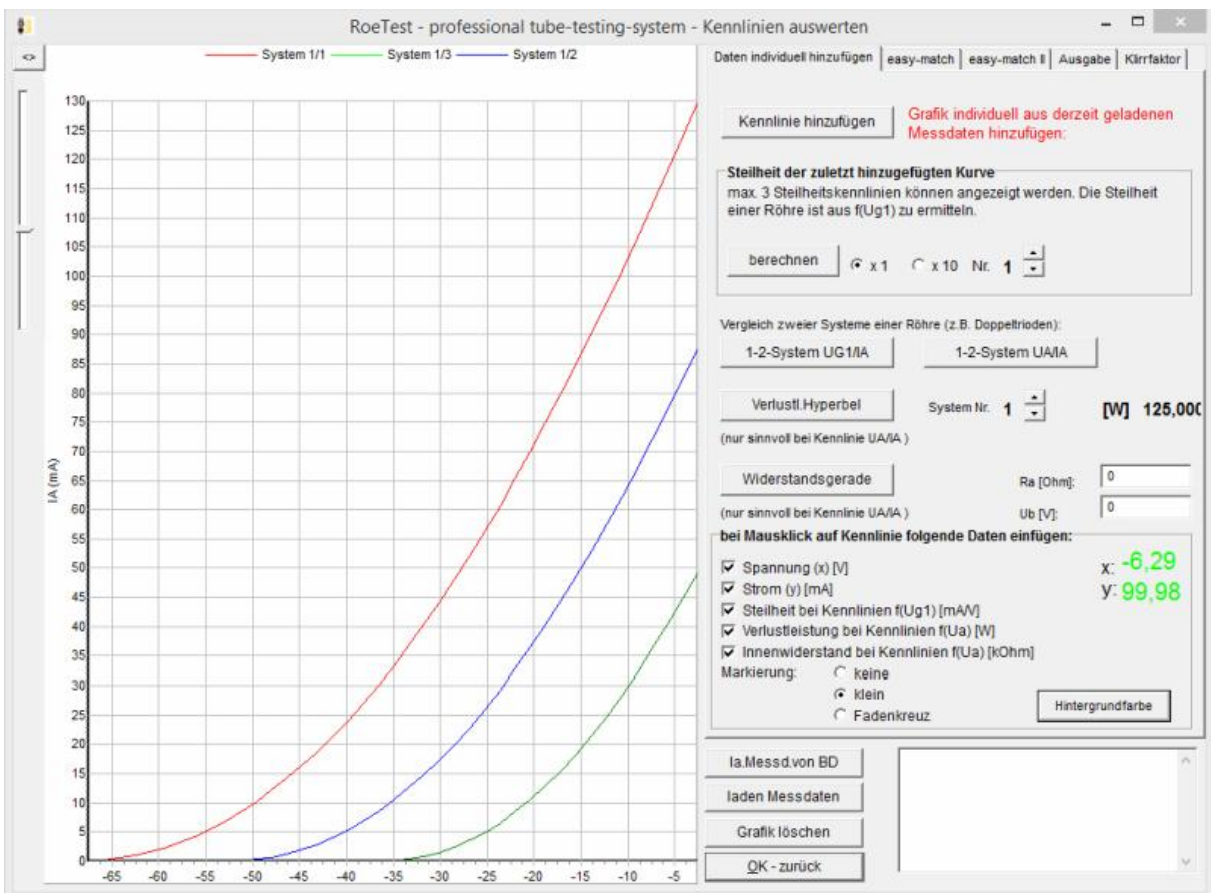 RoeTest - professional tube-testing-system - Kennlinien auswerten
<>
System 1/1 System 1/3 System 1/2
130
125
120
115
110
105
100
95
90
85
80
75
70
65
60
55
50
45
40
35
30
25
20
15
10
5
0
IA (mA)
-65 -60 -55 -50 -45 -40 -35 -30 -25 -20 -15 -10 -5
Daten individuell hinzufügen easy-match easy-match II Ausgabe Klirrfaktor
Kennlinie hinzufügen
Grafik individuell aus derzeit geladenen
Messdaten hinzufügen:
Steilheit der zuletzt hinzugefügten Kurve
max. 3 Steilheitskennlinien können angezeigt werden. Die Steilheit
einer Röhre ist aus f(Ug1) zu ermitteln.
berechnen x 1 x 10 Nr. 1
Vergleich zweier Systeme einer Röhre (z.B. Doppeltrioden):
1-2-System UG1/IA 1-2-System UA/IA
Verlustl.Hyperbel System Nr. 1 [W] 125,000
(nur sinnvoll bei Kennlinie UA/IA )
Widerstandsgerade Ra [Ohm]: 0
(nur sinnvoll bei Kennlinie UA/IA ) Ub [V]: 0
bei Mausklick auf Kennlinie folgende Daten einfügen:
Spannung (x) [V] x: -6,29
Strom (y) [mA] y: 99,98
Steilheit bei Kennlinien f(Ug1) [mA/V]
Verlustleistung bei Kennlinien f(Ua) [W]
Innenwiderstand bei Kennlinien f(Ua) [kOhm]
Markierung: keine
klein
Fadenkreuz
Hintergrundfarbe
la.Messd.von BD
laden Messdaten
Grafik löschen
OK - zurück